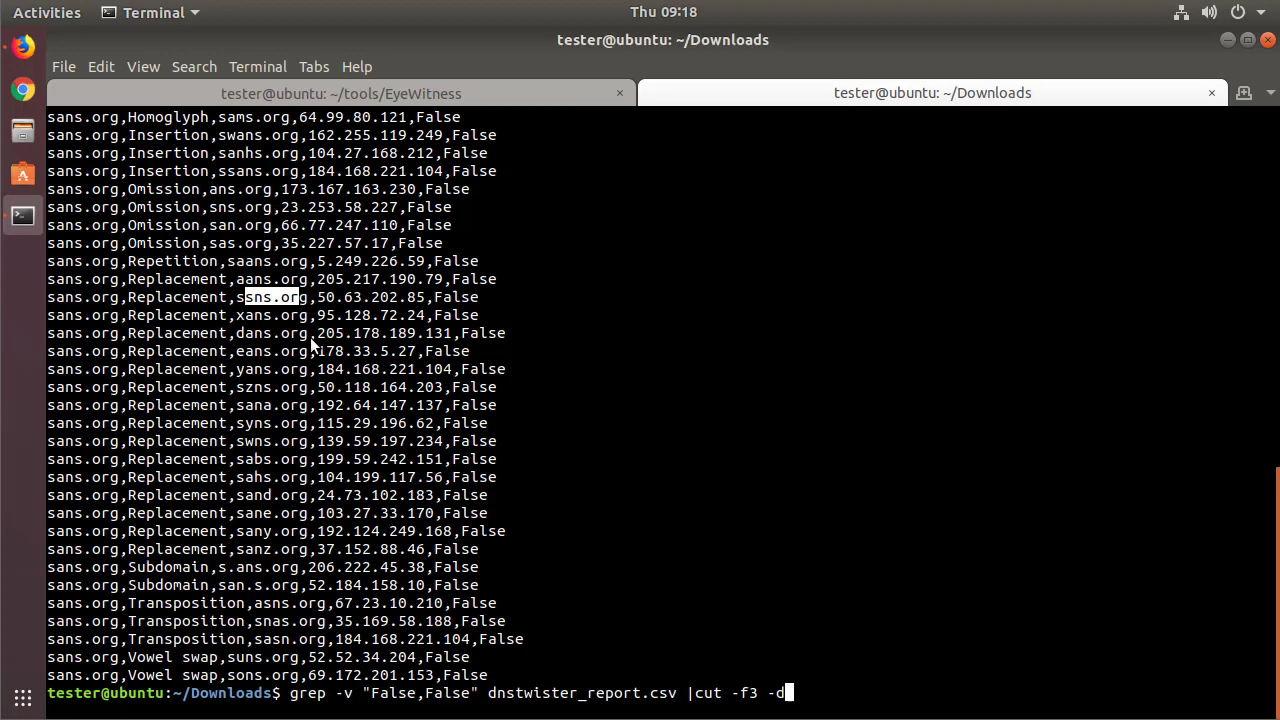 Activities Terminal Thu 09:18
tester@ubuntu: ~/Downloads
File Edit View Search Terminal Tabs Help
tester@ubuntu: ~/tools/EyeWitness × tester@ubuntu: ~/Downloads ×
sans.org,Homoglyph,sams.org,64.99.80.121,False
sans.org,Insertion,swans.org,162.255.119.249,False
sans.org,Insertion,sanhs.org,104.27.168.212,False
sans.org,Insertion,ssans.org,184.168.221.104,False
sans.org,Omission,ans.org,173.167.163.230,False
sans.org,Omission,sns.org,23.253.58.227,False
sans.org,Omission,san.org,66.77.247.110,False
sans.org,Omission,sas.org,35.227.57.17,False
sans.org,Repetition,saans.org,5.249.226.59,False
sans.org,Replacement,aans.org,205.217.190.79,False
sans.org,Replacement,ssns.org,50.63.202.85,False
sans.org,Replacement,xans.org,95.128.72.24,False
sans.org,Replacement,dans.org,205.178.189.131,False
sans.org,Replacement,eans.org,178.33.5.27,False
sans.org,Replacement,yans.org,184.168.221.104,False
sans.org,Replacement,szns.org,50.118.164.203,False
sans.org,Replacement,sana.org,192.64.147.137,False
sans.org,Replacement,syns.org,115.29.196.62,False
sans.org,Replacement,swns.org,139.59.197.234,False
sans.org,Replacement,sabs.org,199.59.242.151,False
sans.org,Replacement,sahs.org,104.199.117.56,False
sans.org,Replacement,sand.org,24.73.102.183,False
sans.org,Replacement,sane.org,103.27.33.170,False
sans.org,Replacement,sany.org,192.124.249.168,False
sans.org,Replacement,sanz.org,37.152.88.46,False
sans.org,Subdomain,s.ans.org,206.222.45.38,False
sans.org,Subdomain,san.s.org,52.184.158.10,False
sans.org,Transposition,asns.org,67.23.10.210,False
sans.org,Transposition,snas.org,35.169.58.188,False
sans.org,Transposition,sasn.org,184.168.221.104,False
sans.org,Vowel swap,suns.org,52.52.34.204,False
sans.org,Vowel swap,sons.org,69.172.201.153,False
tester@ubuntu:~/Downloads$ grep -v "False,False" dnstwister_report.csv |cut -f3 -d